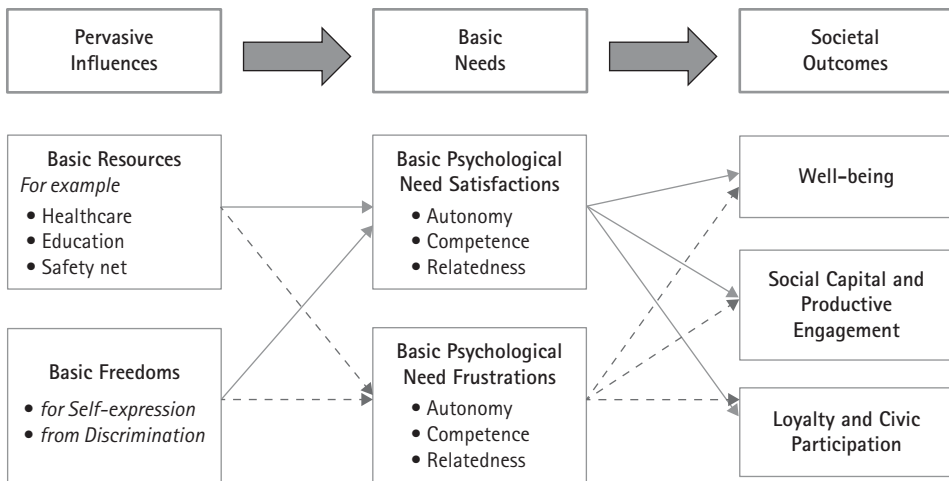 Pervasive
Influences
Basic
Needs
Societal
Outcomes
Basic Resources
For example
• Healthcare
• Education
• Safety net
Basic Freedoms
• for Self-expression
• from Discrimination
Basic Psychological
Need Satisfactions
• Autonomy
• Competence
• Relatedness
Basic Psychological
Need Frustrations
• Autonomy
• Competence
• Relatedness
Well-being
Social Capital and
Productive
Engagement
Loyalty and Civic
Participation